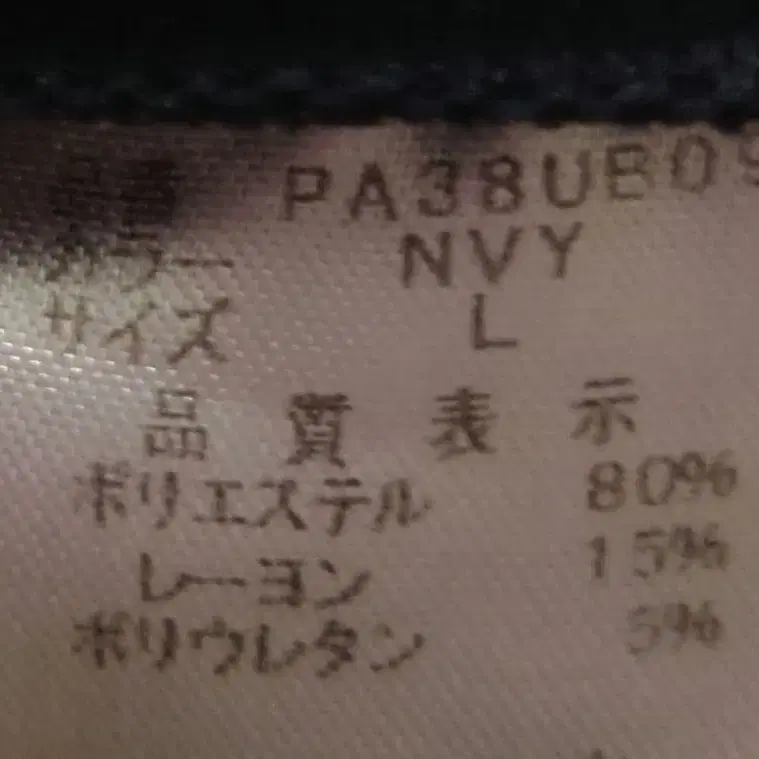 品番 PA38UB09
カラー NVY
サイズ L
品質表示
ポリエステル 80%
レーヨン 15%
ポリウレタン 5%